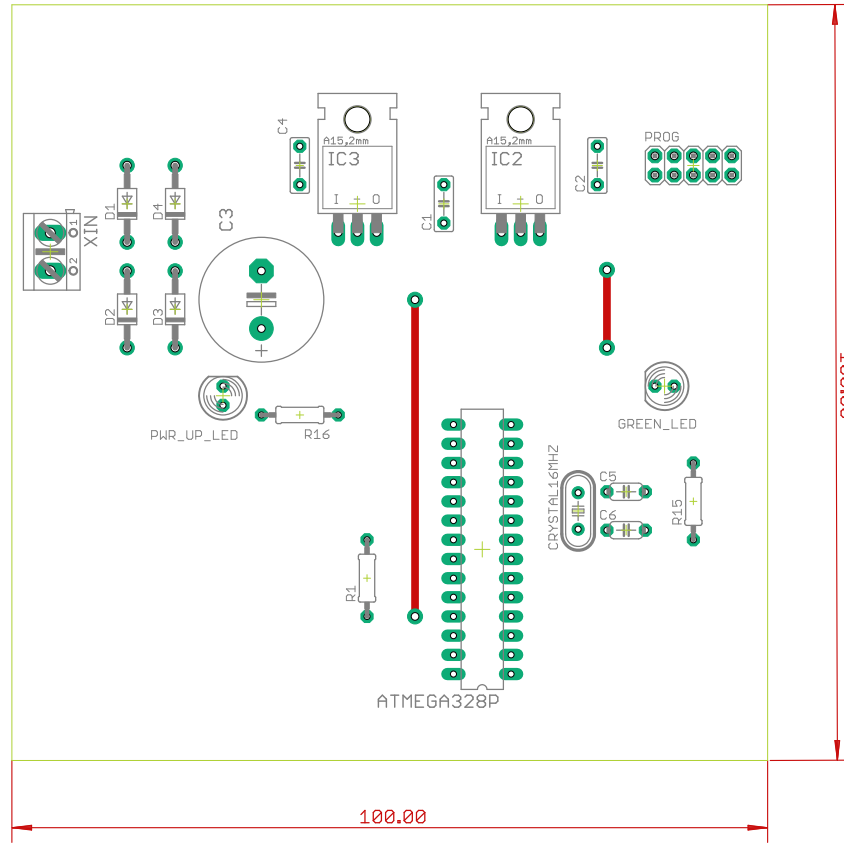 C4
A15,2mm
IC3
I - O
A15,2mm
IC2
I - O
C2
PROG
C1
D1
D4
C3
1
XIN
2
D2
D3
+
PWR_UP_LED
R16
GREEN_LED
CRYSTAL16MHZ
C5
C6
R15
R1
ATMEGA328P
100.00